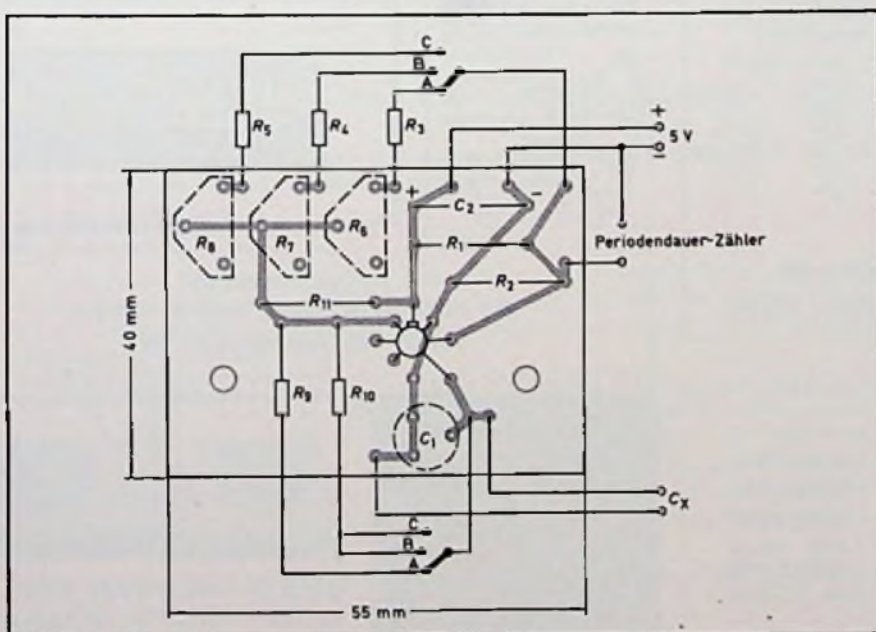 C
B
A
R5
R4
R3
+
5 V
−
+
−
C2
R8
R7
R6
R1
Periodendauer-Zähler
R2
R11
40 mm
R9
R10
C1
CX
C
B
A
55 mm